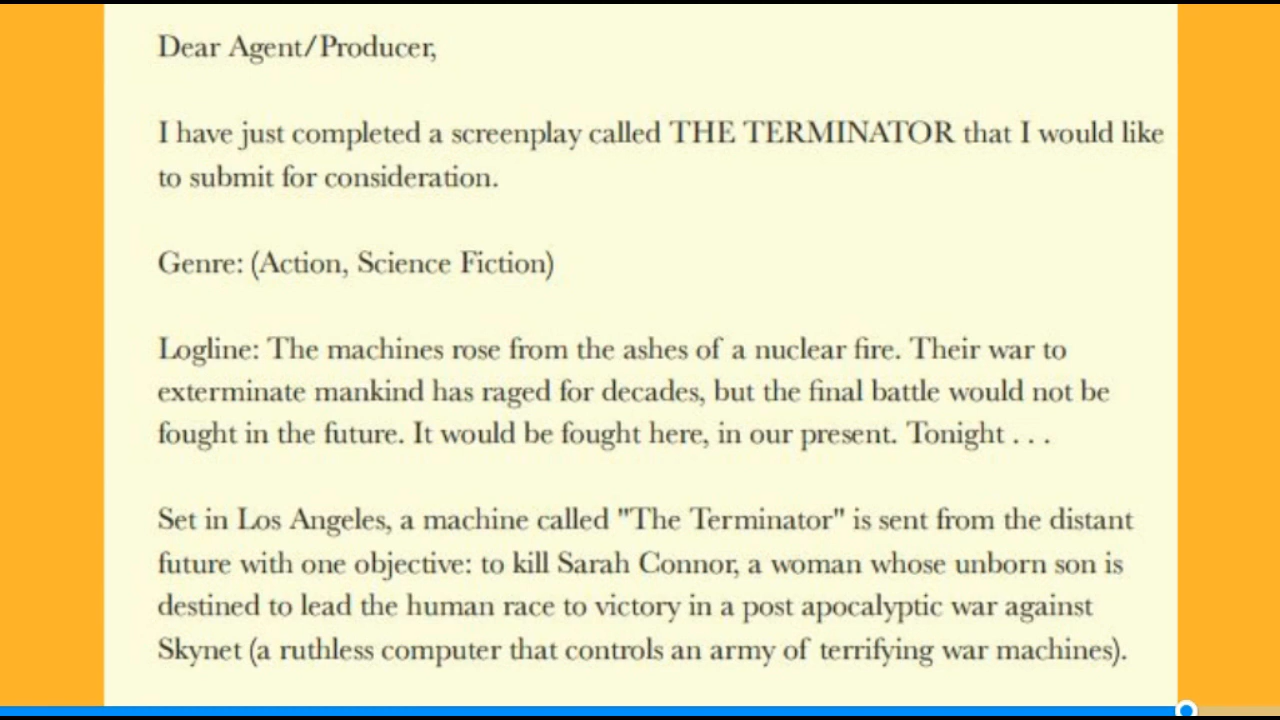 Dear Agent/Producer,
I have just completed a screenplay called THE TERMINATOR that I would like
to submit for consideration.
Genre: (Action, Science Fiction)
Logline: The machines rose from the ashes of a nuclear fire. Their war to
exterminate mankind has raged for decades, but the final battle would not be
fought in the future. It would be fought here, in our present. Tonight . . .
Set in Los Angeles, a machine called "The Terminator" is sent from the distant
future with one objective: to kill Sarah Connor, a woman whose unborn son is
destined to lead the human race to victory in a post apocalyptic war against
Skynet (a ruthless computer that controls an army of terrifying war machines).